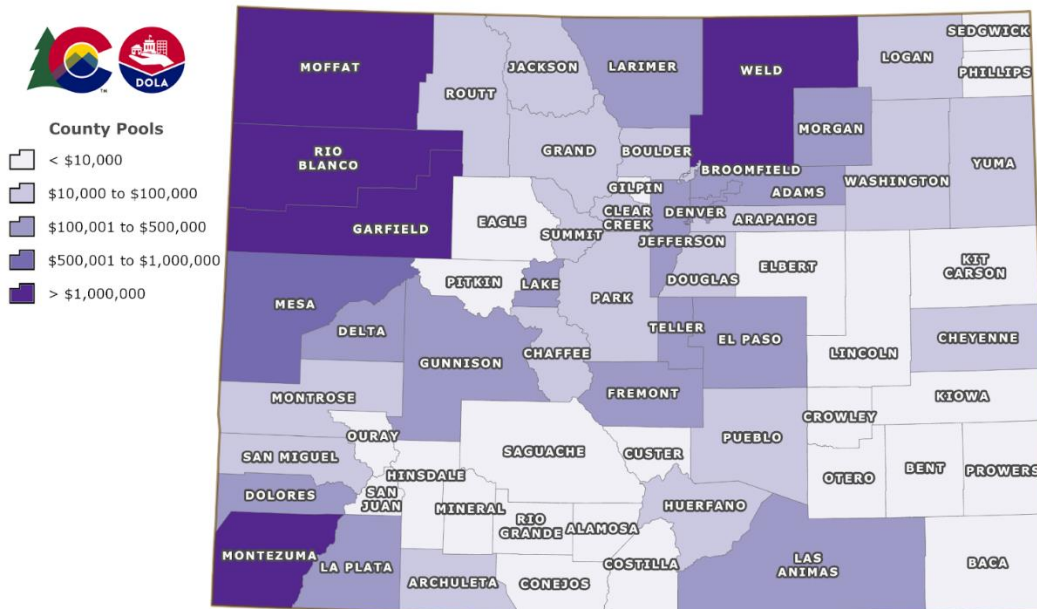 TM
DOLA
County Pools
< $10,000
$10,000 to $100,000
$100,001 to $500,000
$500,001 to $1,000,000
> $1,000,000
MOFFAT
ROUTT
JACKSON
LARIMER
WELD
LOGAN
SEDGWICK
PHILLIPS
MORGAN
RIO
BLANCO
GRAND
BOULDER
BROOMFIELD
WASHINGTON
YUMA
GARFIELD
EAGLE
GILPIN
CLEAR
CREEK
SUMMIT
DENVER
ADAMS
ARAPAHOE
JEFFERSON
DOUGLAS
ELBERT
KIT
CARSON
MESA
PITKIN
LAKE
PARK
DELTA
GUNNISON
CHAFFEE
TELLER
EL PASO
LINCOLN
CHEYENNE
MONTROSE
FREMONT
KIOWA
OURAY
CROWLEY
SAN MIGUEL
SAGUACHE
CUSTER
PUEBLO
OTERO
BENT
PROWERS
DOLORES
SAN
JUAN
HINSDALE
MINERAL
RIO
GRANDE
ALAMOSA
HUERFANO
MONTEZUMA
LA PLATA
ARCHULETA
CONEJOS
COSTILLA
LAS
ANIMAS
BACA